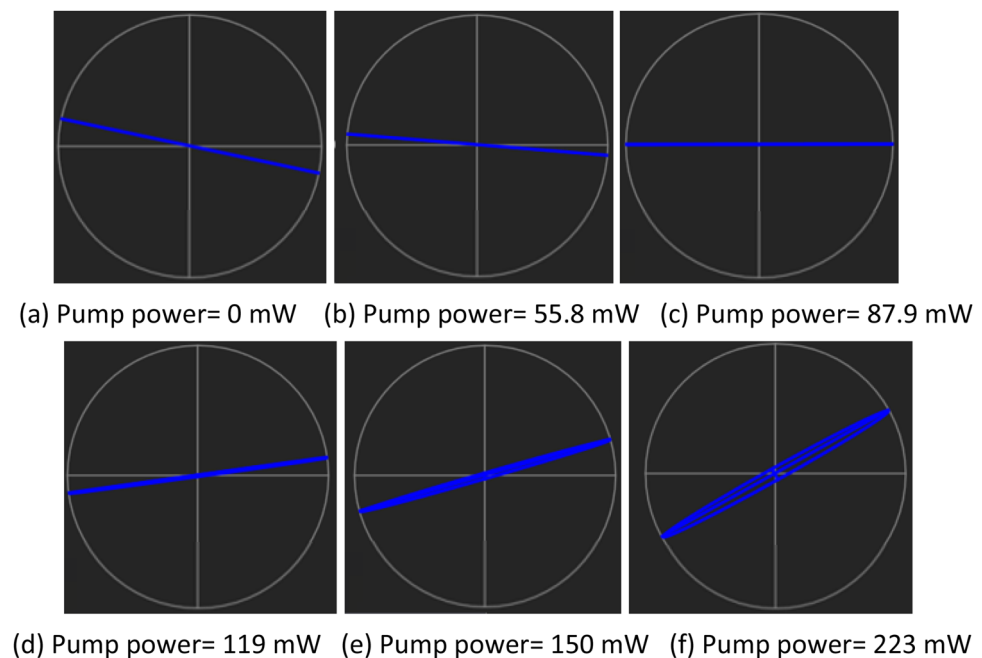 (a) Pump power= 0 mW (b) Pump power= 55.8 mW (c) Pump power= 87.9 mW
(d) Pump power= 119 mW (e) Pump power= 150 mW (f) Pump power= 223 mW